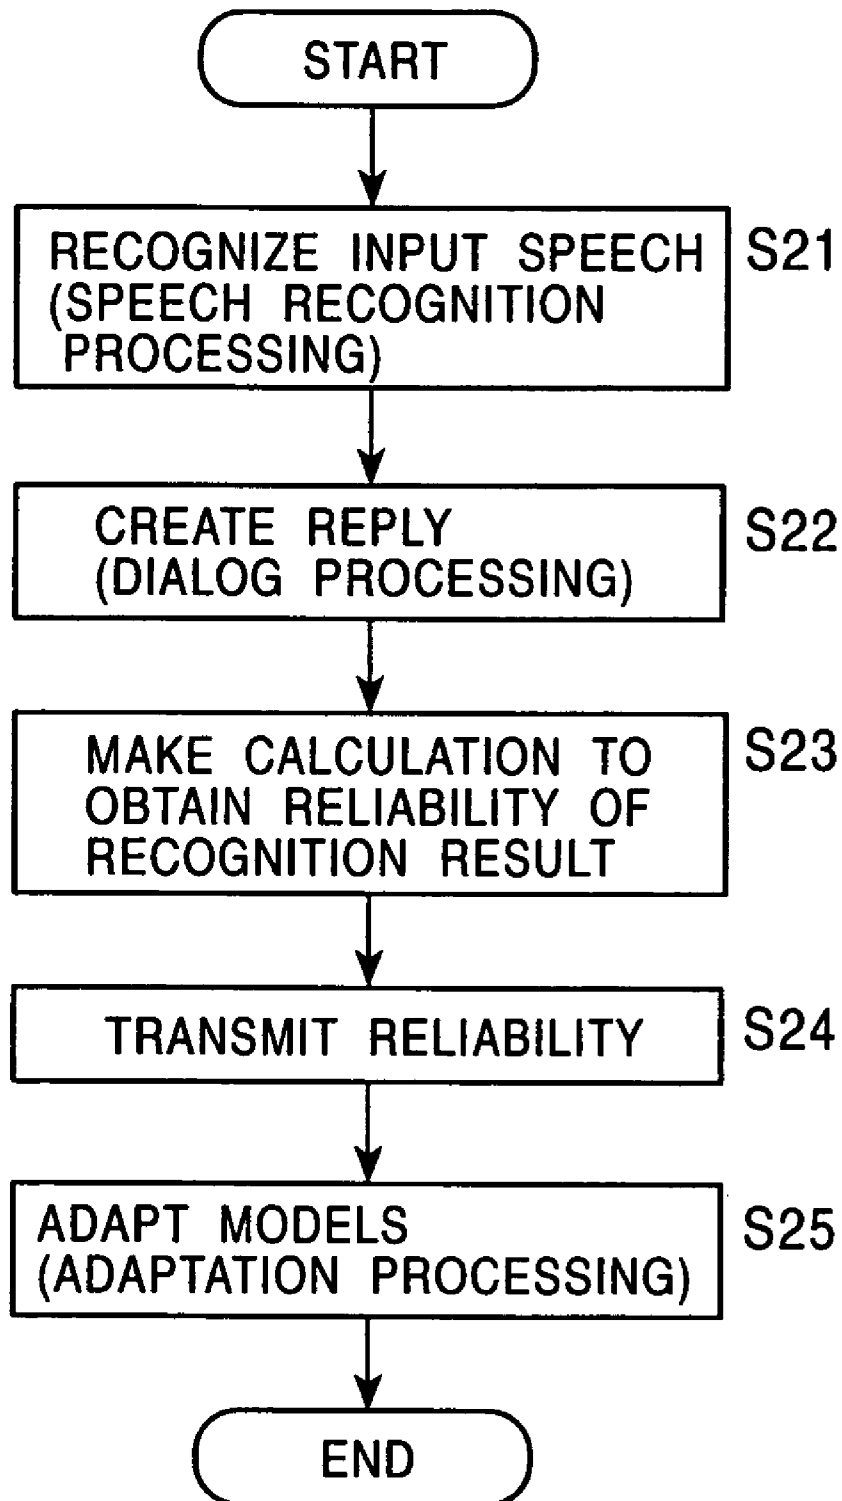 START
RECOGNIZE INPUT SPEECH
(SPEECH RECOGNITION
PROCESSING)
S21
CREATE REPLY
(DIALOG PROCESSING)
S22
MAKE CALCULATION TO
OBTAIN RELIABILITY OF
RECOGNITION RESULT
S23
TRANSMIT RELIABILITY
S24
ADAPT MODELS
(ADAPTATION PROCESSING)
S25
END